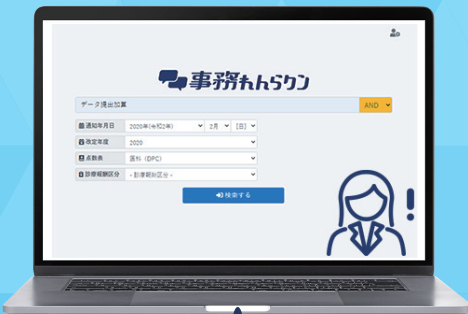 事務れんらクン
データ提出加算
AND
通知年月日 2020年(令和2年) 2月 [日]
改定年度 2020
点数表 医科 (DPC)
診療報酬区分 - 診療報酬区分 -
検索する